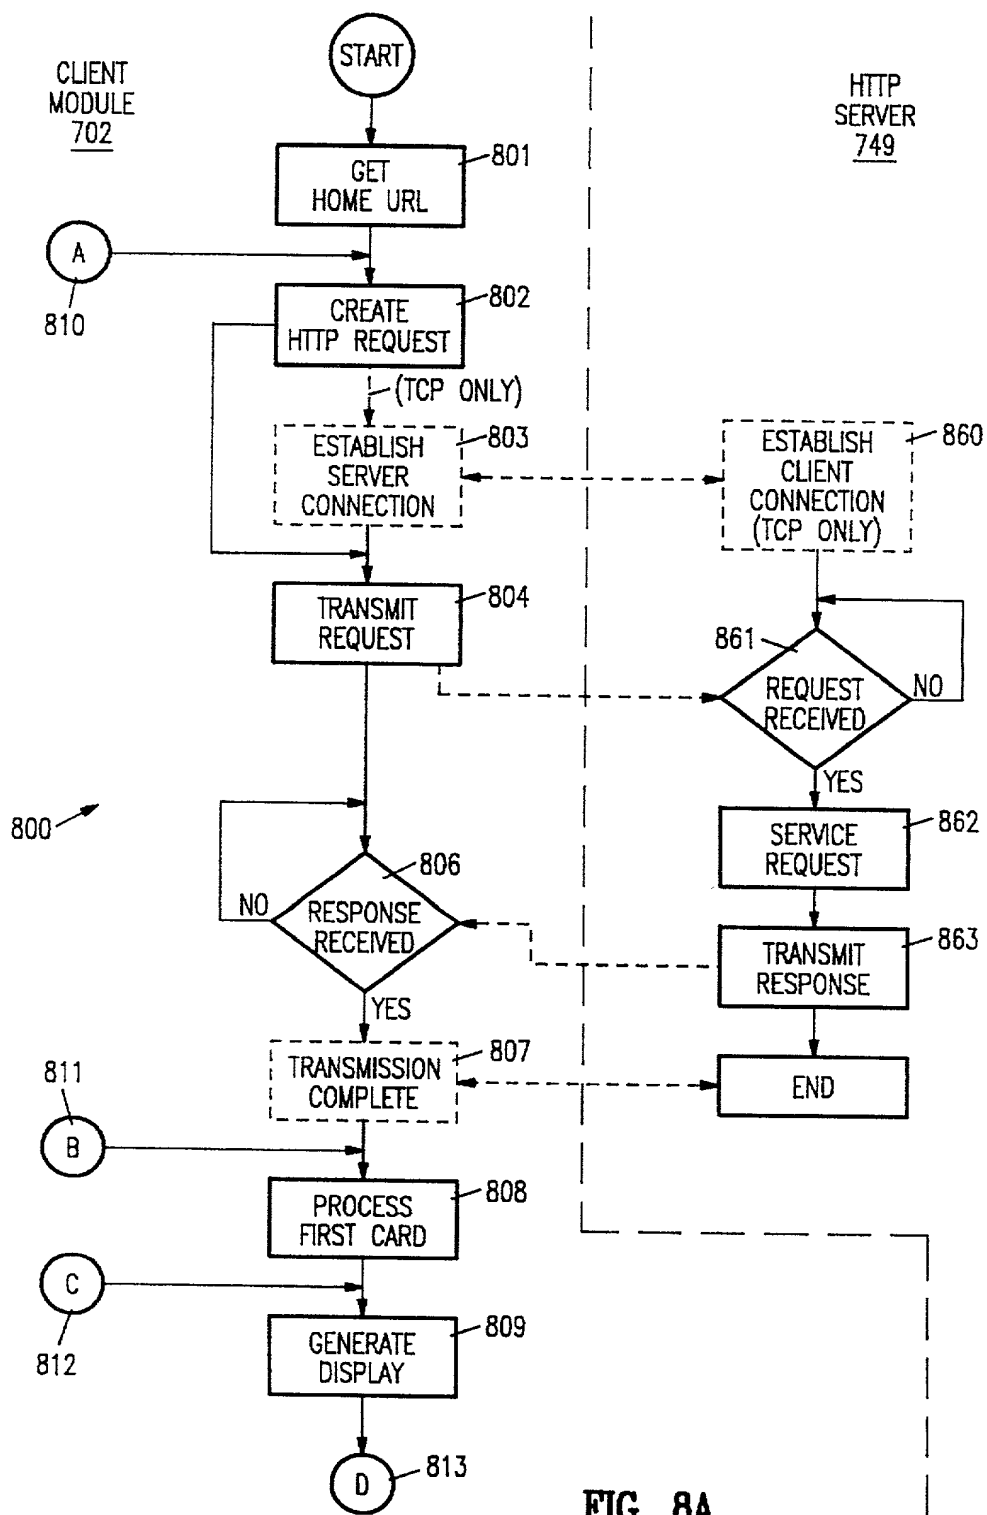 START
CLIENT
MODULE
702
HTTP
SERVER
749
801
GET
HOME URL
A
810
802
CREATE
HTTP REQUEST
(TCP ONLY)
803
ESTABLISH
SERVER
CONNECTION
860
ESTABLISH
CLIENT
CONNECTION
(TCP ONLY)
804
TRANSMIT
REQUEST
861
REQUEST
RECEIVED
NO
YES
800
806
RESPONSE
RECEIVED
NO
YES
862
SERVICE
REQUEST
863
TRANSMIT
RESPONSE
807
TRANSMISSION
COMPLETE
END
811
B
808
PROCESS
FIRST CARD
C
812
809
GENERATE
DISPLAY
D
813
FIG. 8A